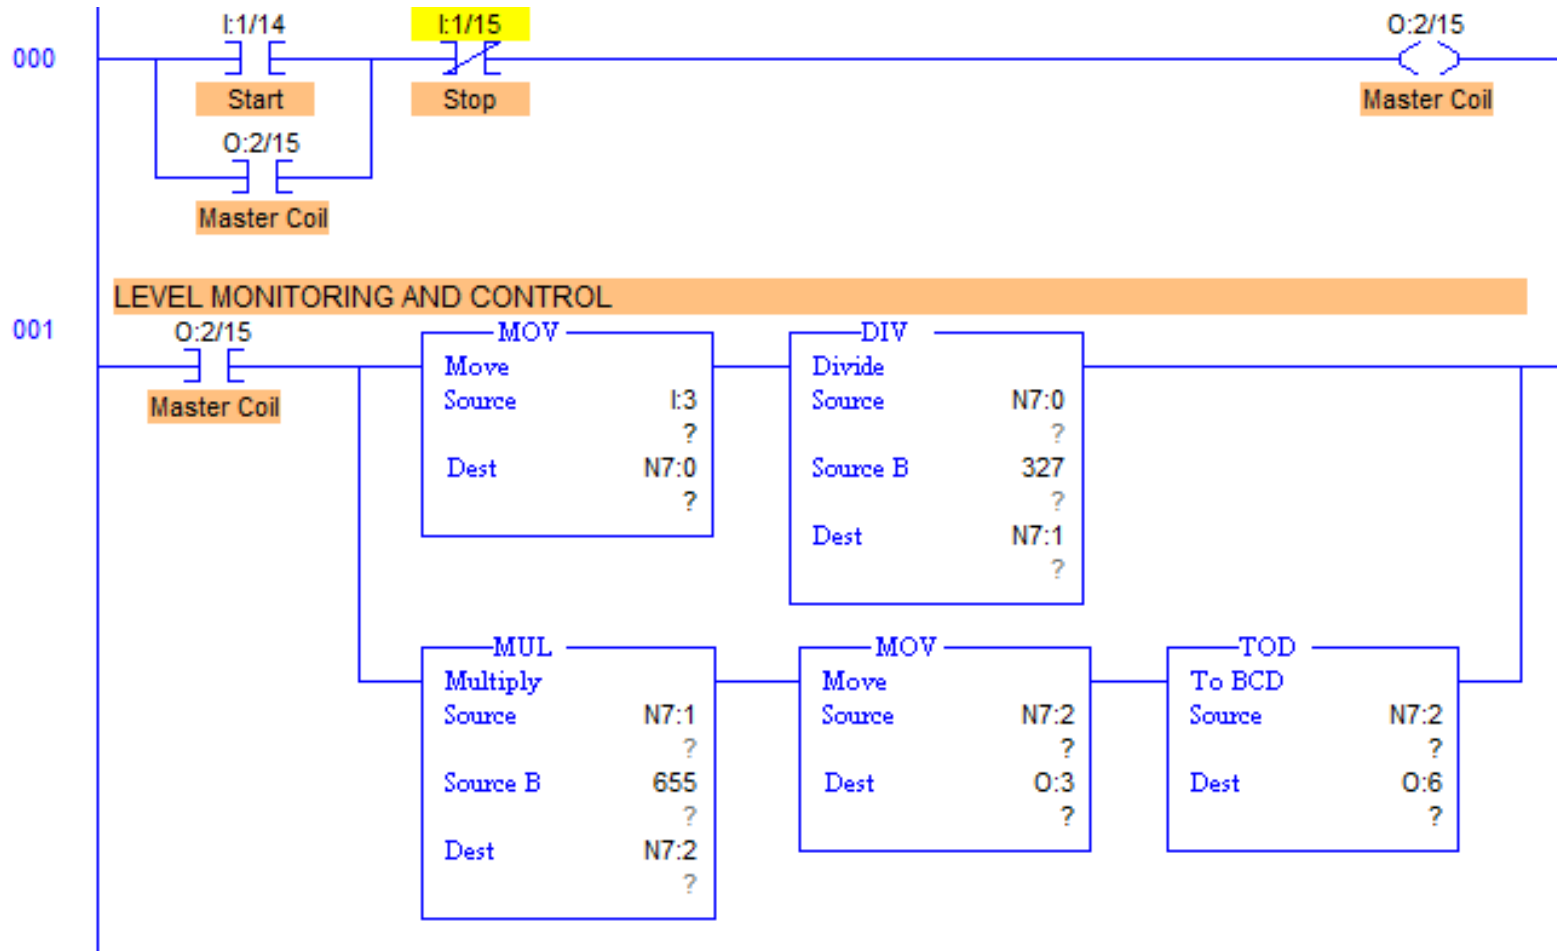 I:1/14 I:1/15 O:2/15
000
Start Stop Master Coil
O:2/15
Master Coil
LEVEL MONITORING AND CONTROL
001
O:2/15
Master Coil
MOV
Move
Source I:3
?
Dest N7:0
?
DIV
Divide
Source N7:0
?
Source B 327
?
Dest N7:1
?
MUL
Multiply
Source N7:1
?
Source B 655
?
Dest N7:2
?
MOV
Move
Source N7:2
?
Dest O:3
?
TOD
To BCD
Source N7:2
?
Dest O:6
?